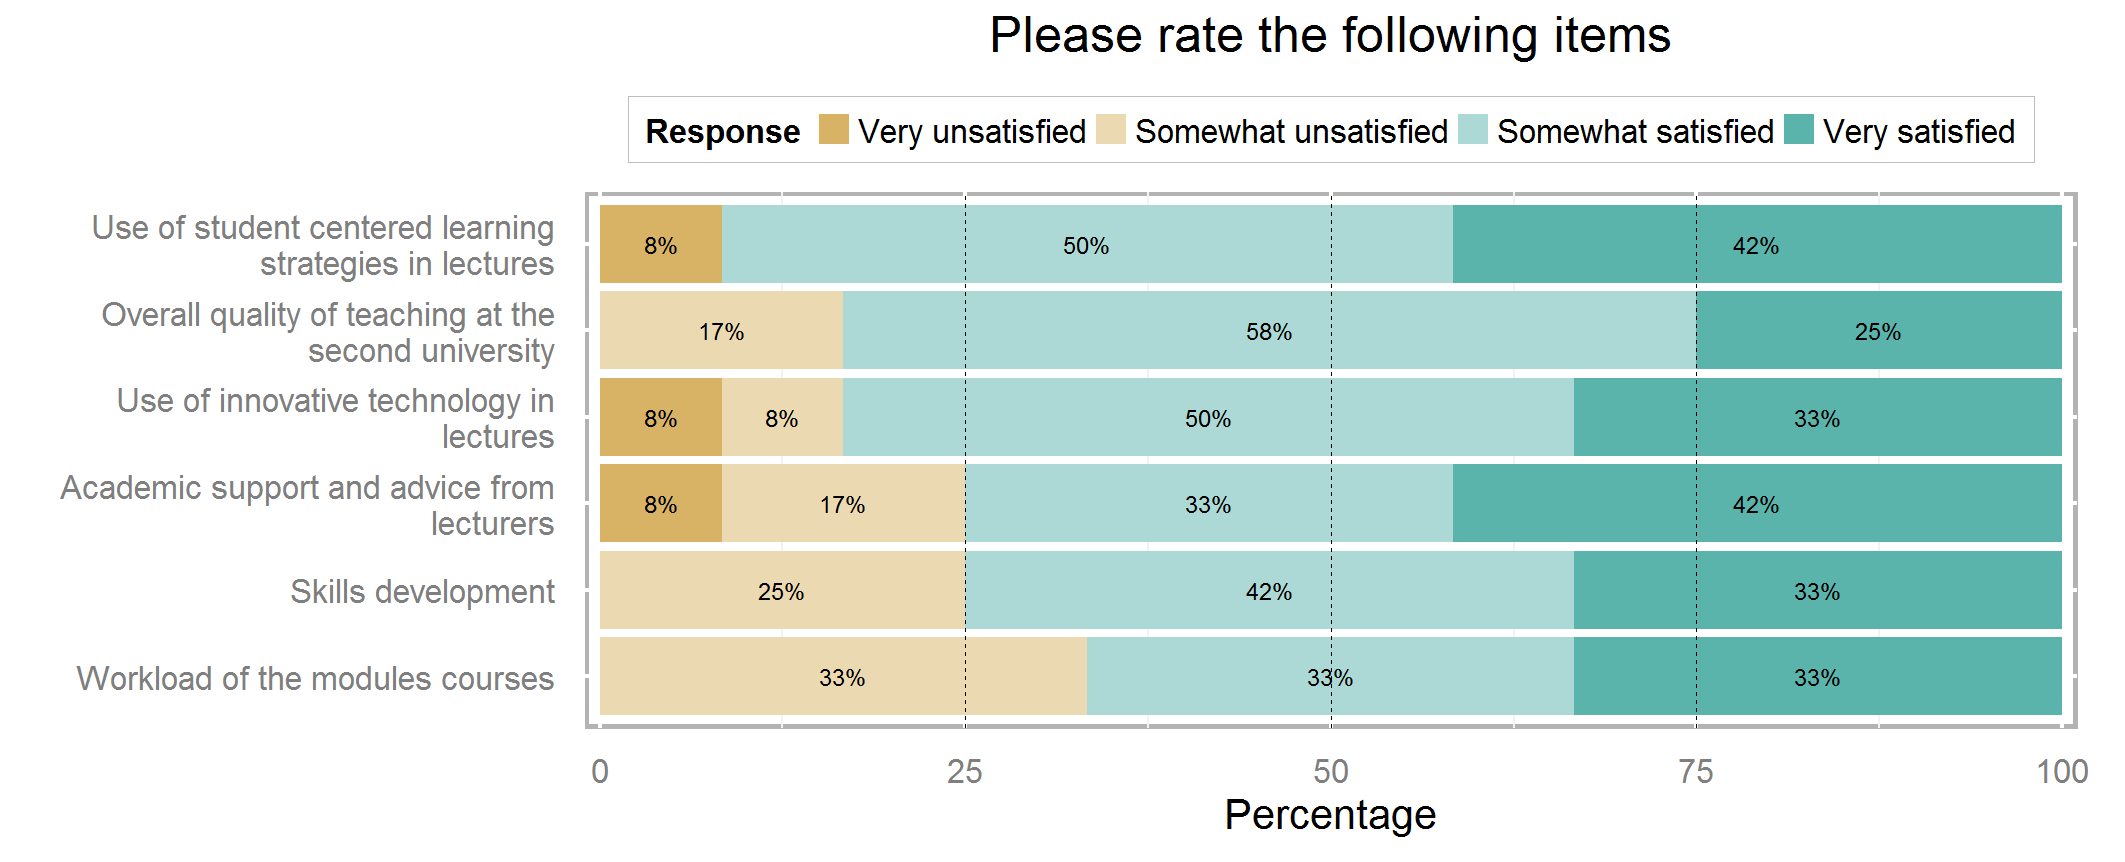 Please rate the following items
Response Very unsatisfied Somewhat unsatisfied Somewhat satisfied Very satisfied
Use of student centered learning
strategies in lectures
8% 50% 42%
Overall quality of teaching at the
second university
17% 58% 25%
Use of innovative technology in
lectures
8% 8% 50% 33%
Academic support and advice from
lecturers
8% 17% 33% 42%
Skills development
25% 42% 33%
Workload of the modules courses
33% 33% 33%
0 25 50 75 100
Percentage